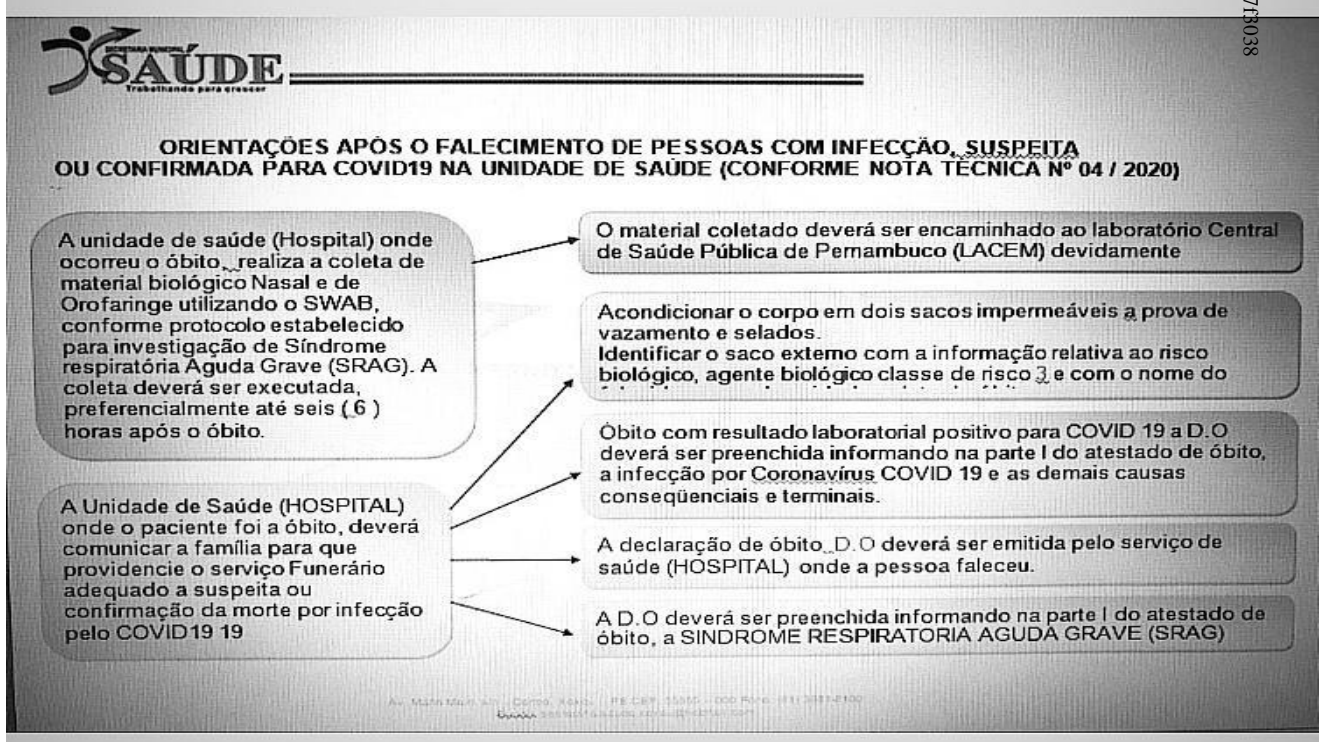 7f3038
SECRETARIA MUNICIPAL
SAÚDE
Trabalhando para crescer
ORIENTAÇÕES APÓS O FALECIMENTO DE PESSOAS COM INFECÇÃO, SUSPEITA
OU CONFIRMADA PARA COVID19 NA UNIDADE DE SAÚDE (CONFORME NOTA TÉCNICA Nº 04 / 2020)
A unidade de saúde (Hospital) onde
ocorreu o óbito, realiza a coleta de
material biológico Nasal e de
Orofaringe utilizando o SWAB,
conforme protocolo estabelecido
para investigação de Síndrome
respiratória Aguda Grave (SRAG). A
coleta deverá ser executada,
preferencialmente até seis ( 6 )
horas após o óbito.
O material coletado deverá ser encaminhado ao laboratório Central
de Saúde Pública de Pernambuco (LACEM) devidamente
Acondicionar o corpo em dois sacos impermeáveis a prova de
vazamento e selados.
Identificar o saco externo com a informação relativa ao risco
biológico, agente biológico classe de risco 3 e com o nome do
Óbito com resultado laboratorial positivo para COVID 19 a D.O
deverá ser preenchida informando na parte I do atestado de óbito,
a infecção por Coronavírus COVID 19 e as demais causas
conseqüenciais e terminais.
A Unidade de Saúde (HOSPITAL)
onde o paciente foi a óbito, deverá
comunicar a família para que
providencie o serviço Funerário
adequado a suspeita ou
confirmação da morte por infecção
pelo COVID19 19
A declaração de óbito, D.O deverá ser emitida pelo serviço de
saúde (HOSPITAL) onde a pessoa faleceu.
A D.O deverá ser preenchida informando na parte I do atestado de
óbito, a SINDROME RESPIRATORIA AGUDA GRAVE (SRAG)